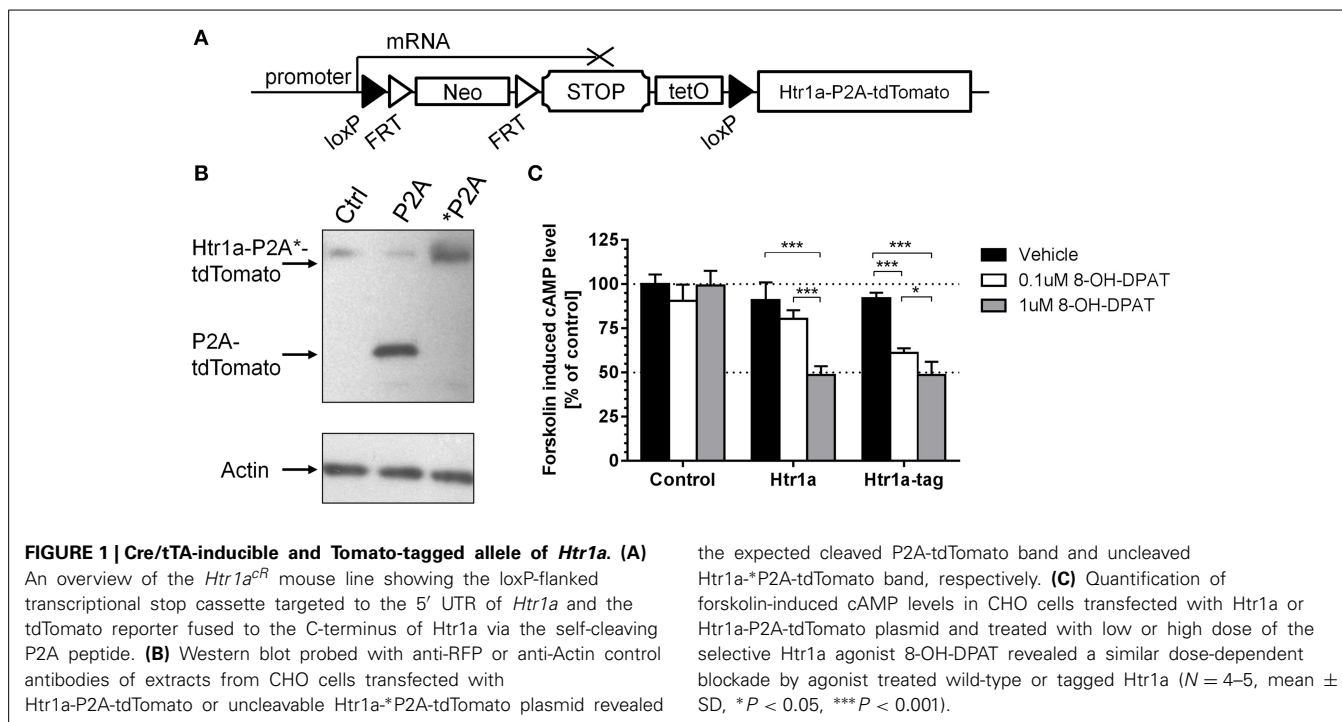 A
mRNA
promoter
Neo
STOP
tetO
Htr1a-P2A-tdTomato
loxP
FRT
FRT
loxP
B
Ctrl
P2A
*P2A
Htr1a-P2A*-
tdTomato
P2A-
tdTomato
Actin
C
Forskolin induced cAMP level
[% of control]
125
100
75
50
25
0
***
***
***
***
*
Control
Htr1a
Htr1a-tag
Vehicle
0.1uM 8-OH-DPAT
1uM 8-OH-DPAT
FIGURE 1 | Cre/tTA-inducible and Tomato-tagged allele of Htr1a. (A)
An overview of the Htr1a^cR mouse line showing the loxP-flanked
transcriptional stop cassette targeted to the 5′ UTR of Htr1a and the
tdTomato reporter fused to the C-terminus of Htr1a via the self-cleaving
P2A peptide. (B) Western blot probed with anti-RFP or anti-Actin control
antibodies of extracts from CHO cells transfected with
Htr1a-P2A-tdTomato or uncleavable Htr1a-*P2A-tdTomato plasmid revealed
the expected cleaved P2A-tdTomato band and uncleaved
Htr1a-*P2A-tdTomato band, respectively. (C) Quantification of
forskolin-induced cAMP levels in CHO cells transfected with Htr1a or
Htr1a-P2A-tdTomato plasmid and treated with low or high dose of the
selective Htr1a agonist 8-OH-DPAT revealed a similar dose-dependent
blockade by agonist treated wild-type or tagged Htr1a (N = 4–5, mean ±
SD, *P < 0.05, ***P < 0.001).